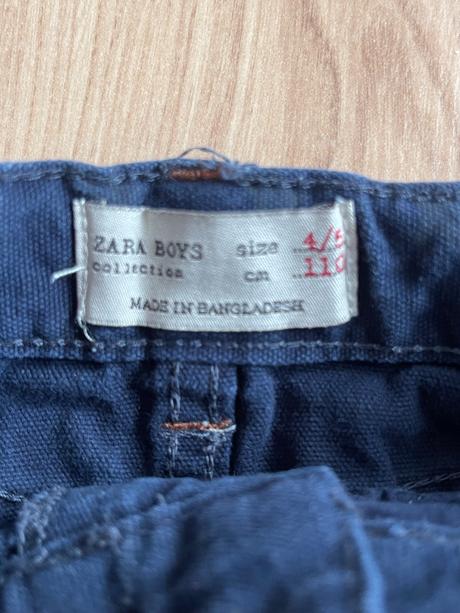 ZARA BOYS size 4/5
collection cm 110
MADE IN BANGLADESH